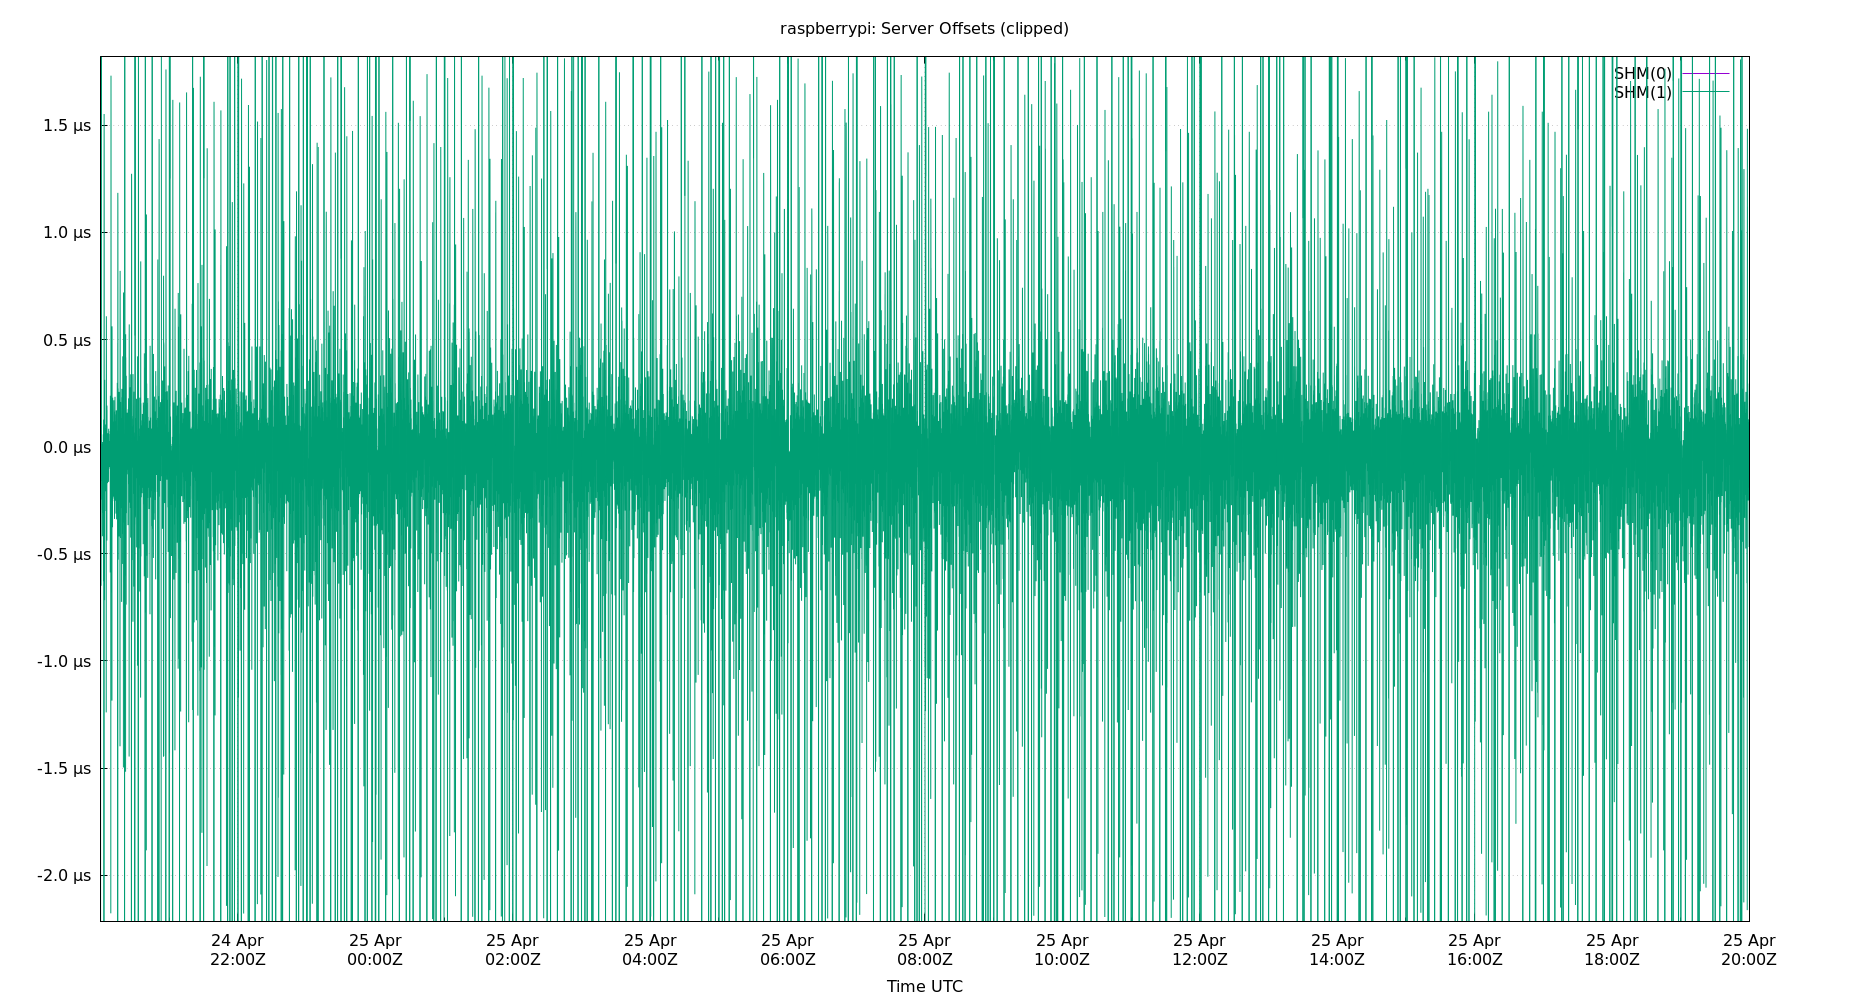 raspberrypi: Server Offsets (clipped)
SHM(0)
SHM(1)
1.5 µs
1.0 µs
0.5 µs
0.0 µs
-0.5 µs
-1.0 µs
-1.5 µs
-2.0 µs
24 Apr 25 Apr 25 Apr 25 Apr 25 Apr 25 Apr 25 Apr 25 Apr 25 Apr 25 Apr 25 Apr 25 Apr
22:00Z 00:00Z 02:00Z 04:00Z 06:00Z 08:00Z 10:00Z 12:00Z 14:00Z 16:00Z 18:00Z 20:00Z
Time UTC